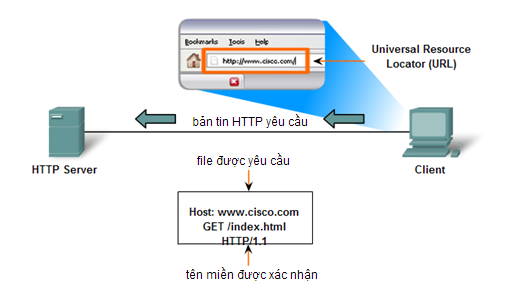 Bookmarks Tools Help
http://www.cisco.com/
Universal Resource
Locator (URL)
bản tin HTTP yêu cầu
HTTP Server
Client
file được yêu cầu
Host: www.cisco.com
GET /index.html
HTTP/1.1
tên miền được xác nhận